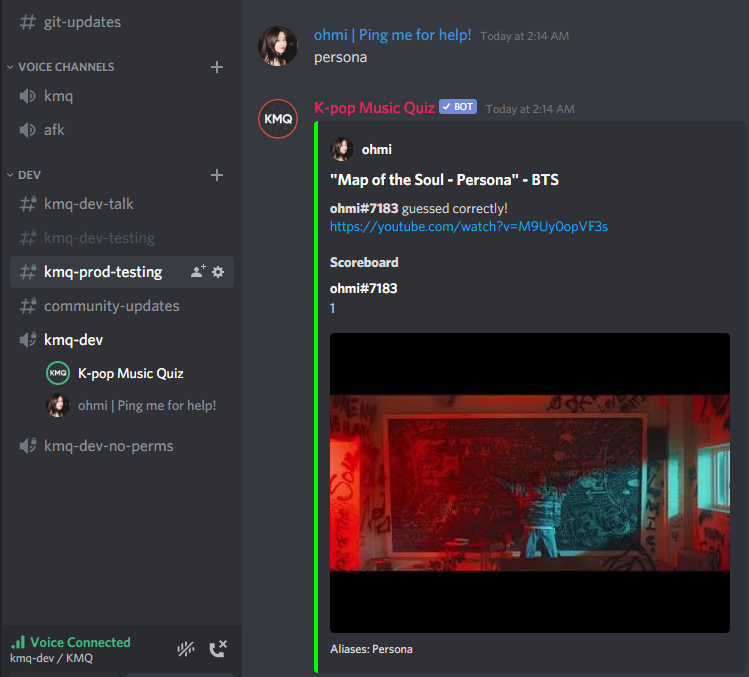 git-updates
VOICE CHANNELS
kmq
afk
DEV
kmq-dev-talk
kmq-dev-testing
kmq-prod-testing
community-updates
kmq-dev
KMQ K-pop Music Quiz
ohmi | Ping me for help!
kmq-dev-no-perms
Voice Connected
kmq-dev / KMQ
ohmi | Ping me for help! Today at 2:14 AM
persona
KMQ
K-pop Music Quiz BOT Today at 2:14 AM
ohmi
"Map of the Soul - Persona" - BTS
ohmi#7183 guessed correctly!
https://youtube.com/watch?v=M9Uy0opVF3s
Scoreboard
ohmi#7183
1
Aliases: Persona